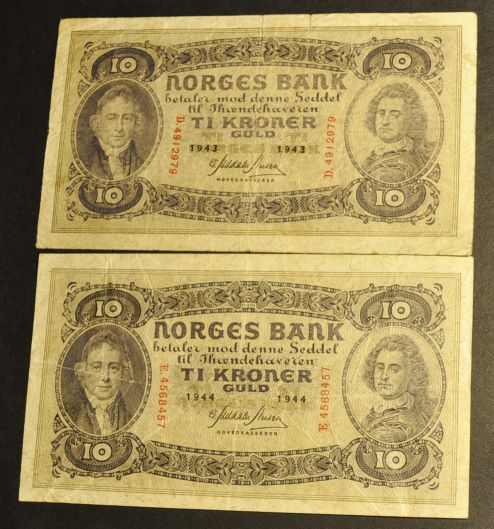 10 10
NORGES BANK
betaler mod denne Seddel
til Ihændehaveren
TI KRONER
GULD
1943 1943
D.4912979 D.4912979
HOVEDKASSERER
10 10
10 10
NORGES BANK
betaler mod denne Seddel
til Ihændehaveren
TI KRONER
GULD
1944 1944
E.4568457 E.4568457
HOVEDKASSERER
10 10